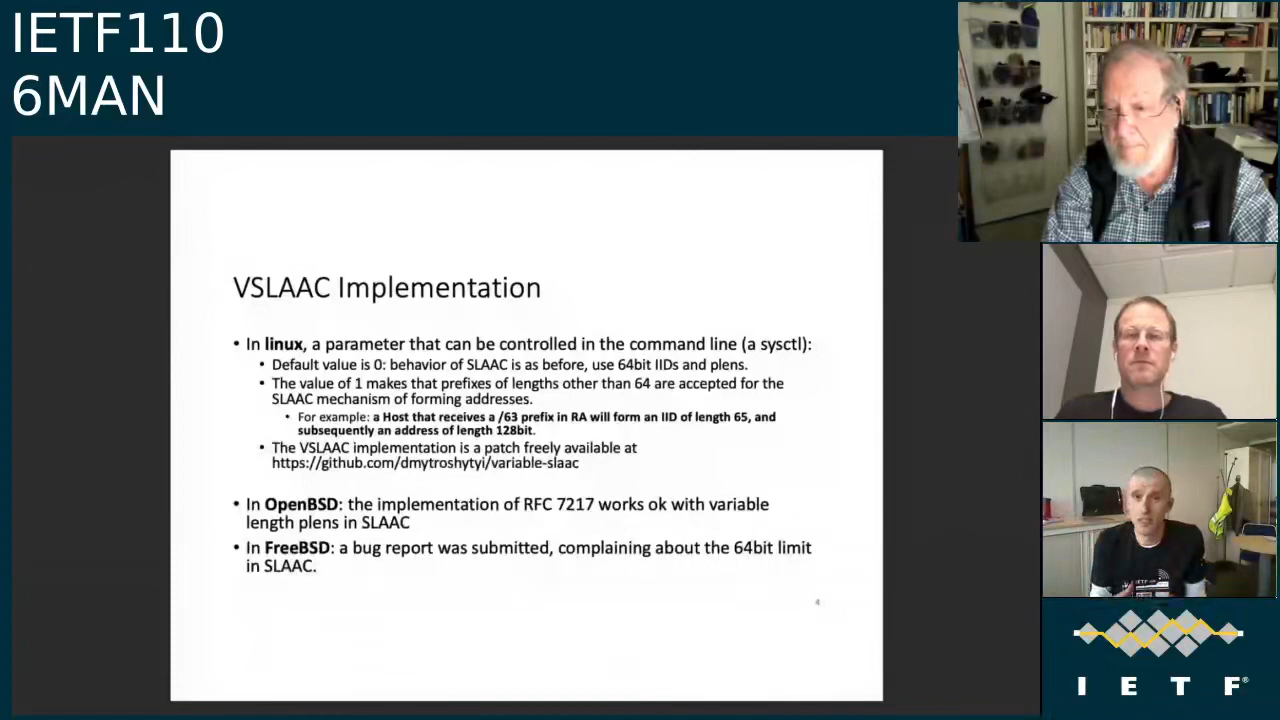 IETF110
6MAN
VSLAAC Implementation
• In linux, a parameter that can be controlled in the command line (a sysctl):
• Default value is 0: behavior of SLAAC is as before, use 64bit IIDs and plens.
• The value of 1 makes that prefixes of lengths other than 64 are accepted for the
SLAAC mechanism of forming addresses.
• For example: a Host that receives a /63 prefix in RA will form an IID of length 65, and
subsequently an address of length 128bit.
• The VSLAAC implementation is a patch freely available at
https://github.com/dmytroshytyi/variable-slaac
• In OpenBSD: the implementation of RFC 7217 works ok with variable
length plens in SLAAC
• In FreeBSD: a bug report was submitted, complaining about the 64bit limit
in SLAAC.
4
I E T F®